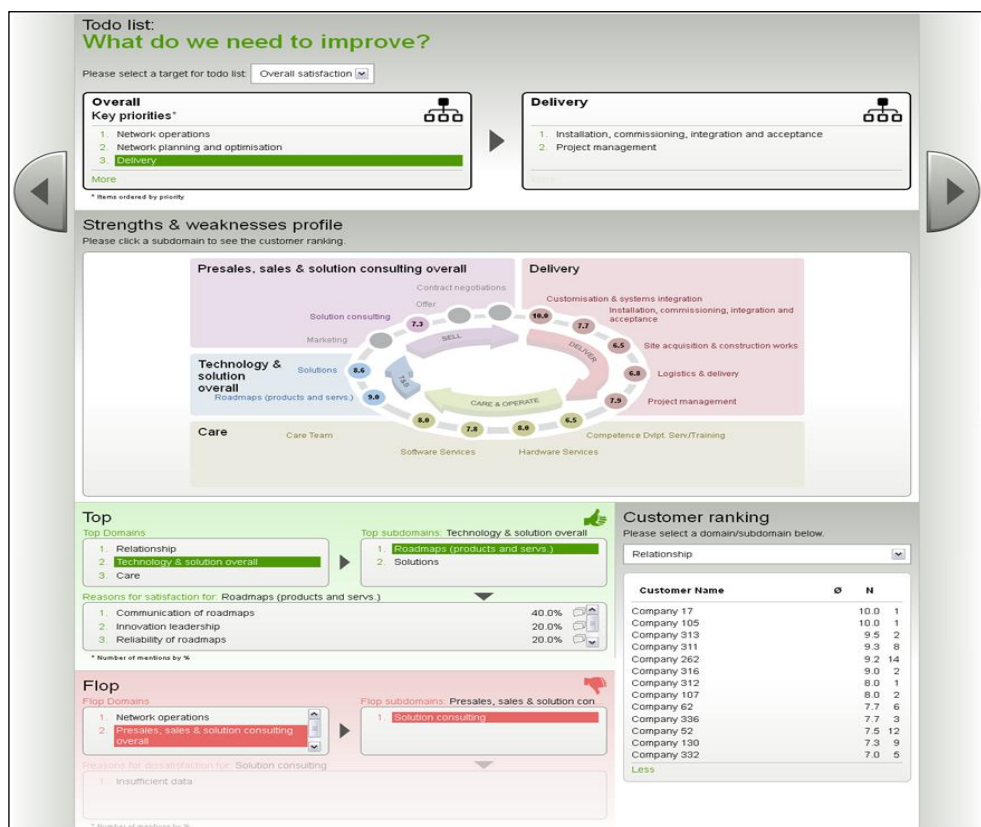 Todo list:
What do we need to improve?
Please select a target for todo list: Overall satisfaction
Overall
Key priorities*
1. Network operations
2. Network planning and optimisation
3. Delivery
More
* Items ordered by priority
Delivery
1. Installation, commissioning, integration and acceptance
2. Project management
Strengths & weaknesses profile
Please click a subdomain to see the customer ranking.
Presales, sales & solution consulting overall
Contract negotiations
Offer
Solution consulting
Marketing
7.3
SELL
Delivery
Customisation & systems integration
Installation, commissioning, integration and
acceptance
Site acquisition & construction works
Logistics & delivery
Project management
10.0
7.7
6.5
6.8
7.9
DELIVER
Technology &
solution
overall
Solutions
8.6
Roadmaps (products and servs.)
9.0
T&S
CARE & OPERATE
Care
8.0
7.8
8.0
6.5
Care Team
Competence Dvlpt. Serv/Training
Software Services
Hardware Services
Top
Top Domains
1. Relationship
2. Technology & solution overall
3. Care
Top subdomains: Technology & solution overall
1. Roadmaps (products and servs.)
2. Solutions
Reasons for satisfaction for: Roadmaps (products and servs.)
1. Communication of roadmaps 40.0%
2. Innovation leadership 20.0%
3. Reliability of roadmaps 20.0%
* Number of mentions by %
Flop
Flop Domains
1. Network operations
2. Presales, sales & solution consulting
overall
Flop subdomains: Presales, sales & solution con
1. Solution consulting
Reasons for dissatisfaction for: Solution consulting
1. Insufficient data
* Number of mentions by %
Customer ranking
Please select a domain/subdomain below.
Relationship
Customer Name Ø N
Company 17 10.0 1
Company 105 10.0 1
Company 313 9.5 2
Company 311 9.3 8
Company 262 9.2 14
Company 316 9.0 2
Company 312 8.0 1
Company 107 8.0 2
Company 62 7.7 6
Company 336 7.7 3
Company 52 7.5 12
Company 130 7.3 9
Company 332 7.0 5
Less